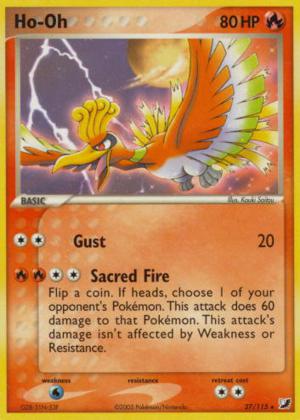 Ho-Oh 80 HP
BASIC
Illus. Kouki Saitou
Gust 20
Sacred Fire
Flip a coin. If heads, choose 1 of your
opponent's Pokémon. This attack does 60
damage to that Pokémon. This attack's
damage isn't affected by Weakness or
Resistance.
weakness resistance retreat cost
©2005 Pokémon/Nintendo 27/115